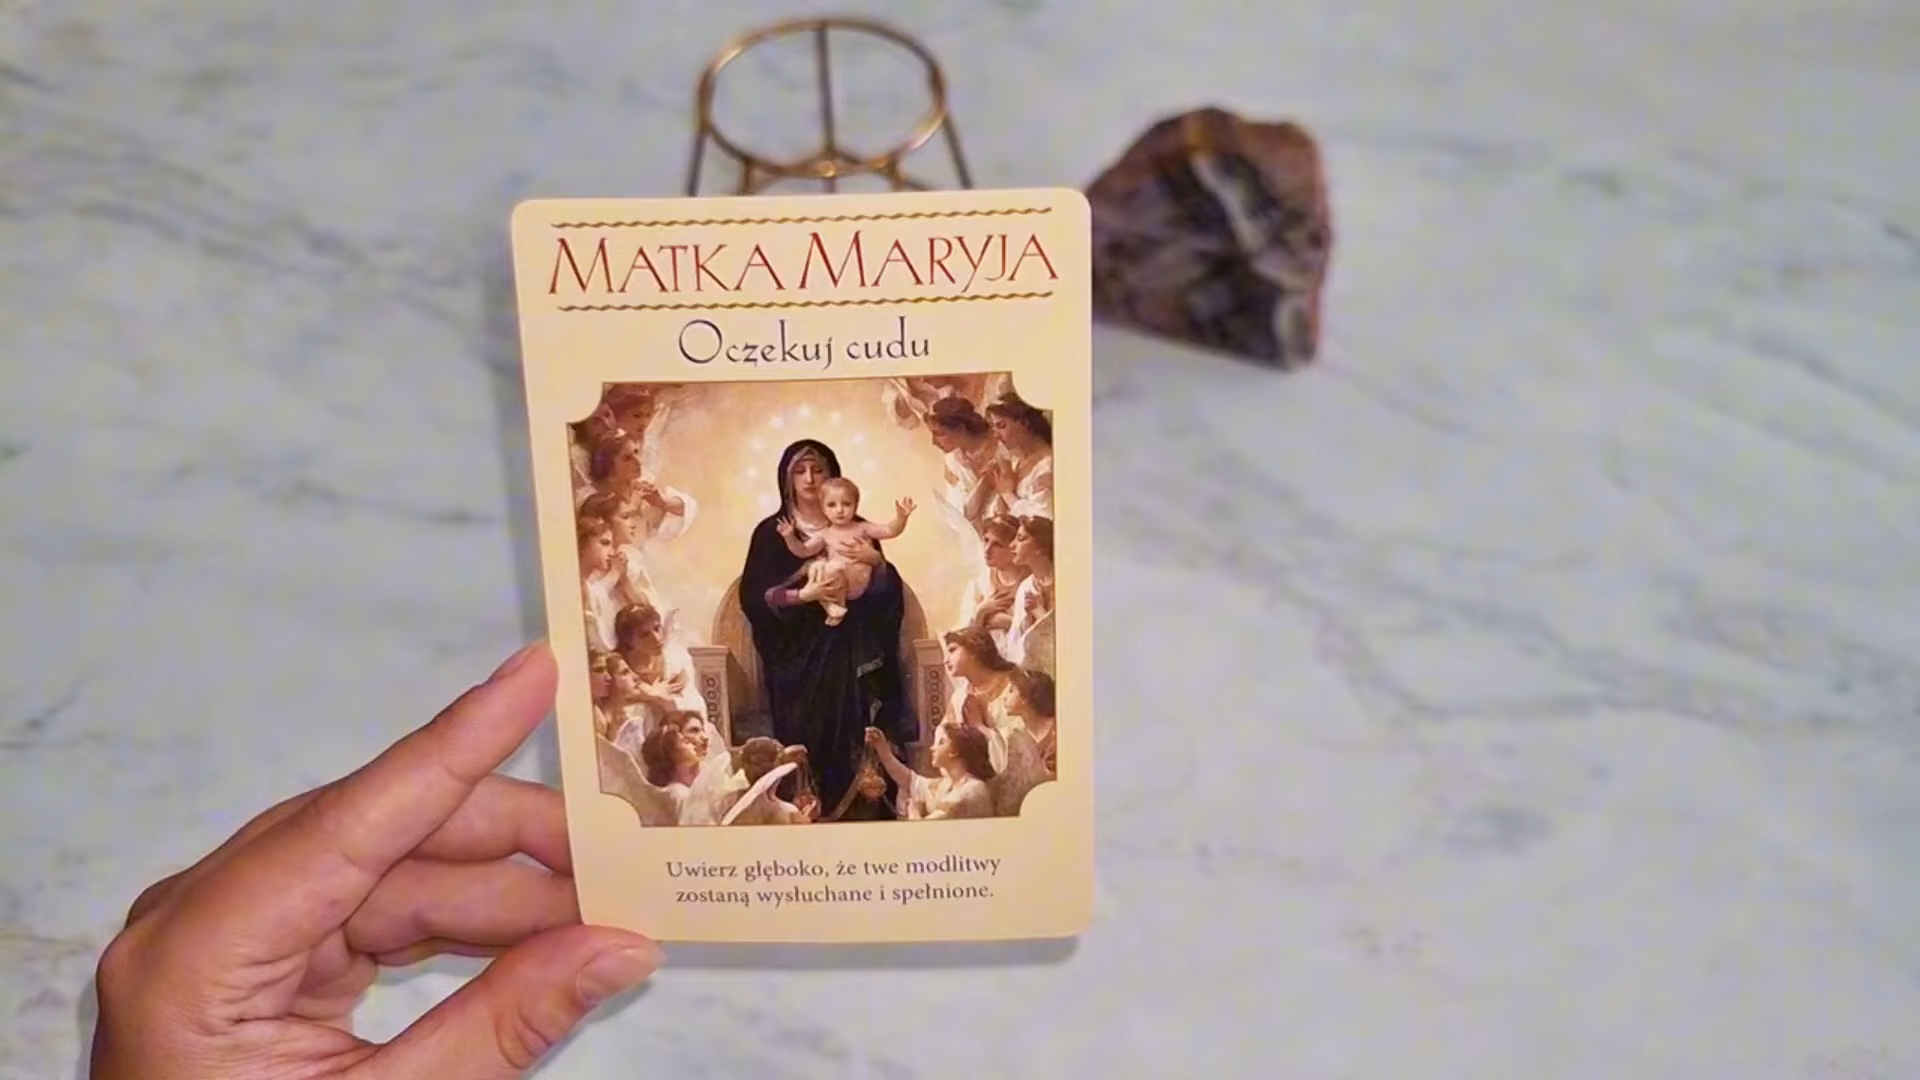 MATKA MARYJA
Oczekuj cudu
Uwierz głęboko, że twe modlitwy
zostaną wysłuchane i spełnione.